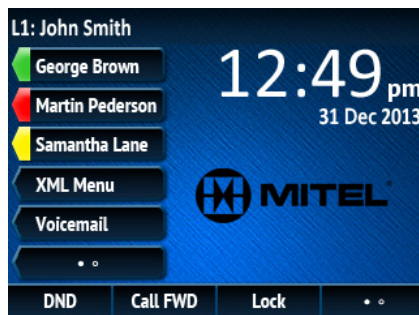 L1: John Smith
George Brown
12:49 pm
Martin Pederson
31 Dec 2013
Samantha Lane
XML Menu
MITEL
Voicemail
DND
Call FWD
Lock